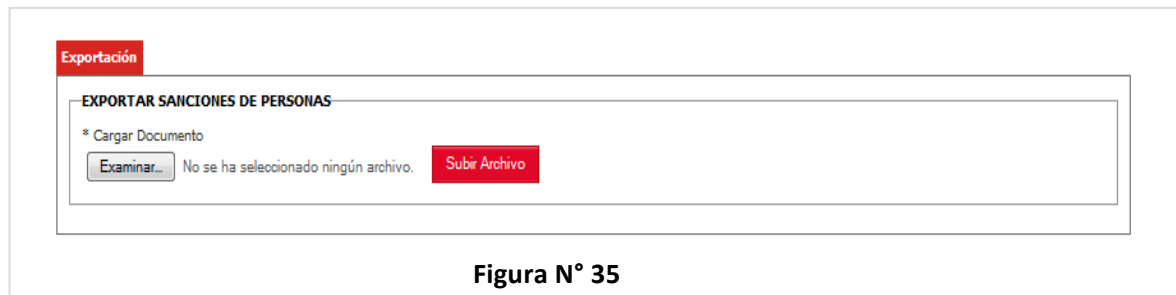 Exportación
EXPORTAR SANCIONES DE PERSONAS
* Cargar Documento
Examinar... No se ha seleccionado ningún archivo. Subir Archivo
Figura N° 35